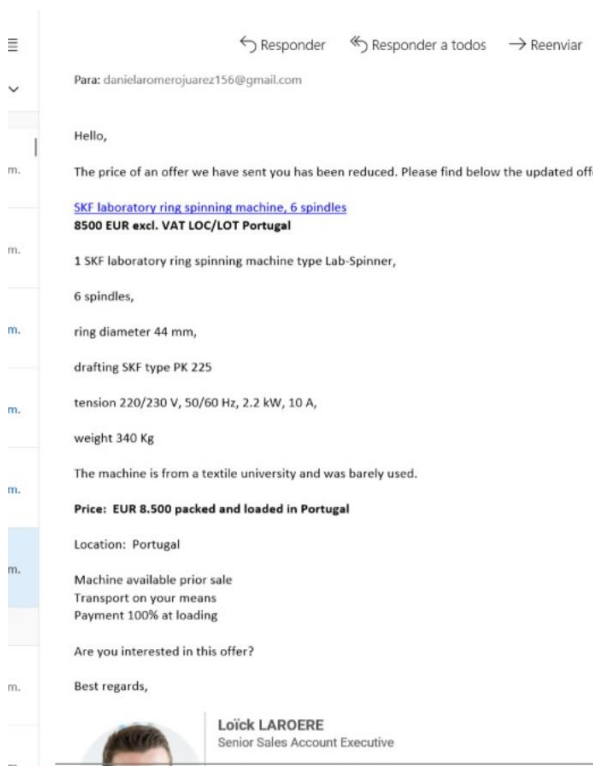 Responder Responder a todos Reenviar
Para: danielaromerojuarez156@gmail.com
Hello,
m.
The price of an offer we have sent you has been reduced. Please find below the updated off
SKF laboratory ring spinning machine, 6 spindles
8500 EUR excl. VAT LOC/LOT Portugal
m.
1 SKF laboratory ring spinning machine type Lab-Spinner,
6 spindles,
m.
ring diameter 44 mm,
drafting SKF type PK 225
m.
tension 220/230 V, 50/60 Hz, 2.2 kW, 10 A,
weight 340 Kg
The machine is from a textile university and was barely used.
m.
Price: EUR 8.500 packed and loaded in Portugal
Location: Portugal
m.
Machine available prior sale
Transport on your means
Payment 100% at loading
Are you interested in this offer?
m.
Best regards,
Loïck LAROERE
Senior Sales Account Executive